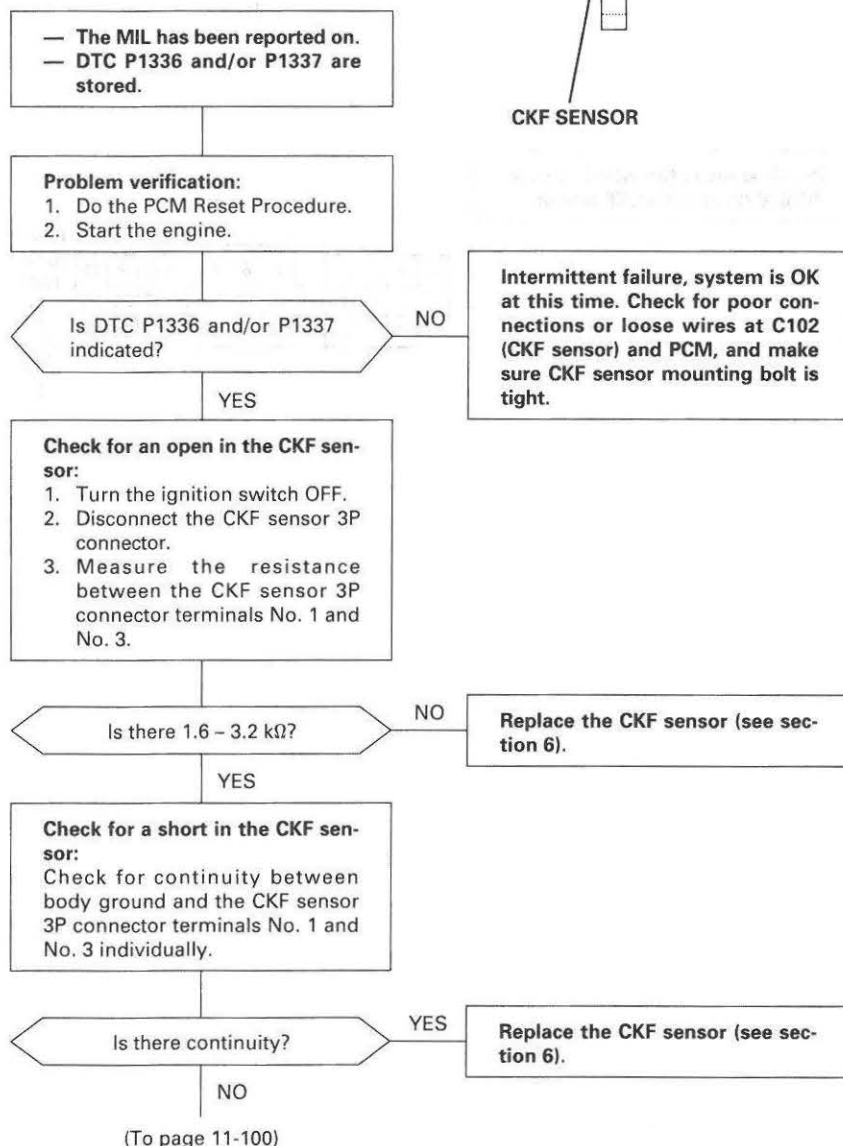 — The MIL has been reported on.
— DTC P1336 and/or P1337 are
stored.
CKF SENSOR
Problem verification:
1. Do the PCM Reset Procedure.
2. Start the engine.
Is DTC P1336 and/or P1337
indicated?
NO
Intermittent failure, system is OK
at this time. Check for poor con-
nections or loose wires at C102
(CKF sensor) and PCM, and make
sure CKF sensor mounting bolt is
tight.
YES
Check for an open in the CKF sen-
sor:
1. Turn the ignition switch OFF.
2. Disconnect the CKF sensor 3P
connector.
3. Measure the resistance
between the CKF sensor 3P
connector terminals No. 1 and
No. 3.
Is there 1.6 – 3.2 kΩ?
NO
Replace the CKF sensor (see sec-
tion 6).
YES
Check for a short in the CKF sen-
sor:
Check for continuity between
body ground and the CKF sensor
3P connector terminals No. 1 and
No. 3 individually.
Is there continuity?
YES
Replace the CKF sensor (see sec-
tion 6).
NO
(To page 11-100)